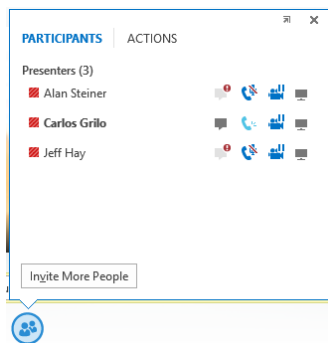 PARTICIPANTS ACTIONS
Presenters (3)
Alan Steiner
Carlos Grilo
Jeff Hay
Invite More People